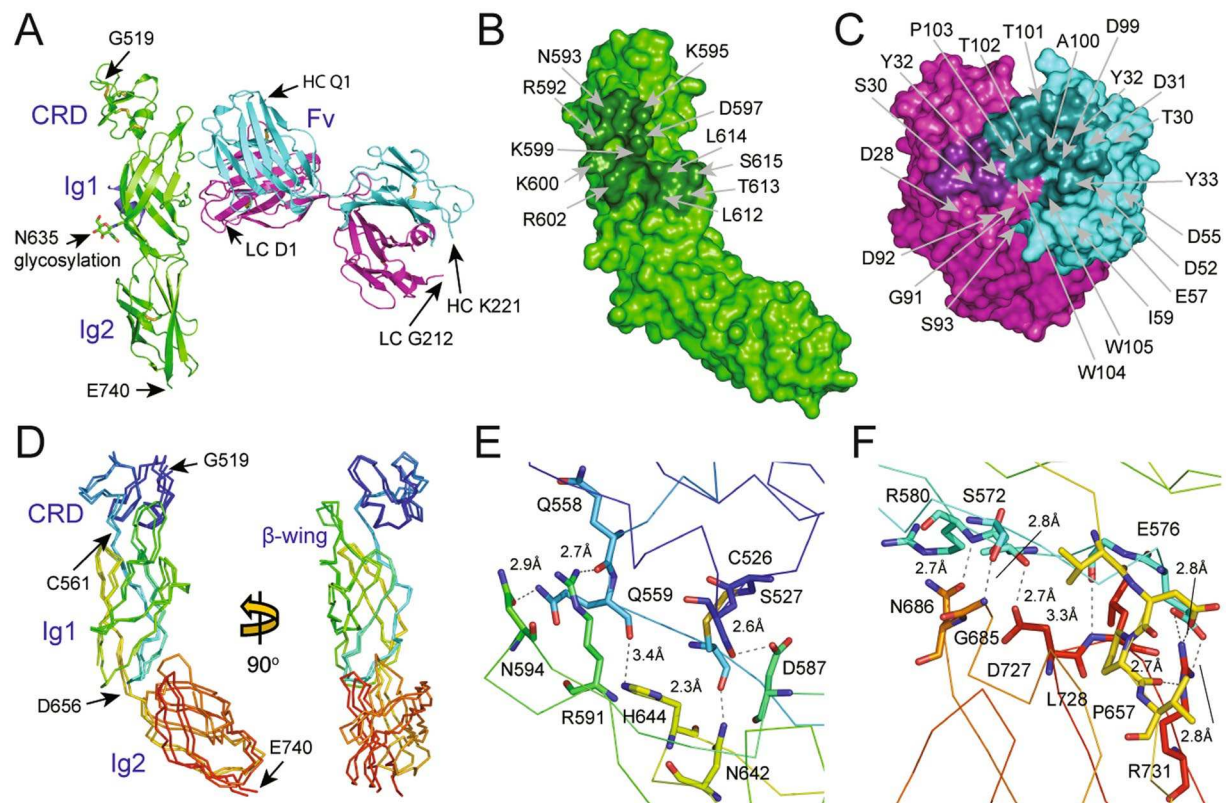 A
G519
CRD
HC Q1
Fv
Ig1
N635
glycosylation
LC D1
Ig2
HC K221
LC G212
E740
B
N593
K595
R592
D597
L614
K599
S615
K600
T613
R602
L612
C
P103
T101
D99
T102
A100
Y32
Y32
D31
S30
T30
D28
Y33
D55
D92
D52
G91
E57
S93
I59
W105
W104
D
G519
CRD
β-wing
C561
Ig1
90º
D656
E740
Ig2
E
Q558
2.9Å
2.7Å
C526
Q559
S527
2.6Å
N594
3.4Å
D587
2.3Å
R591
H644
N642
F
R580
S572
2.8Å
E576
2.7Å
2.8Å
N686
2.7Å
G685
3.3Å
D727
2.7Å
L728
P657
2.8Å
R731